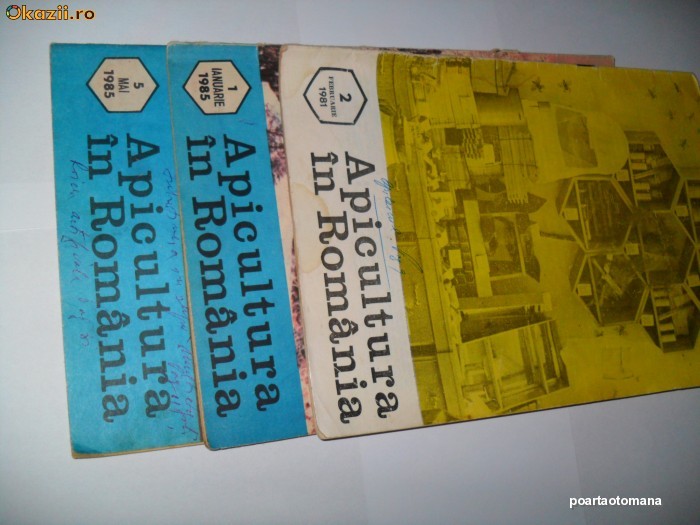 Okazii.ro
5
MAI
1985
Apicultura
în România
1
IANUARIE
1985
Apicultura
în România
2
FEBRUARIE
1981
Apicultura
în România
poartaotomana